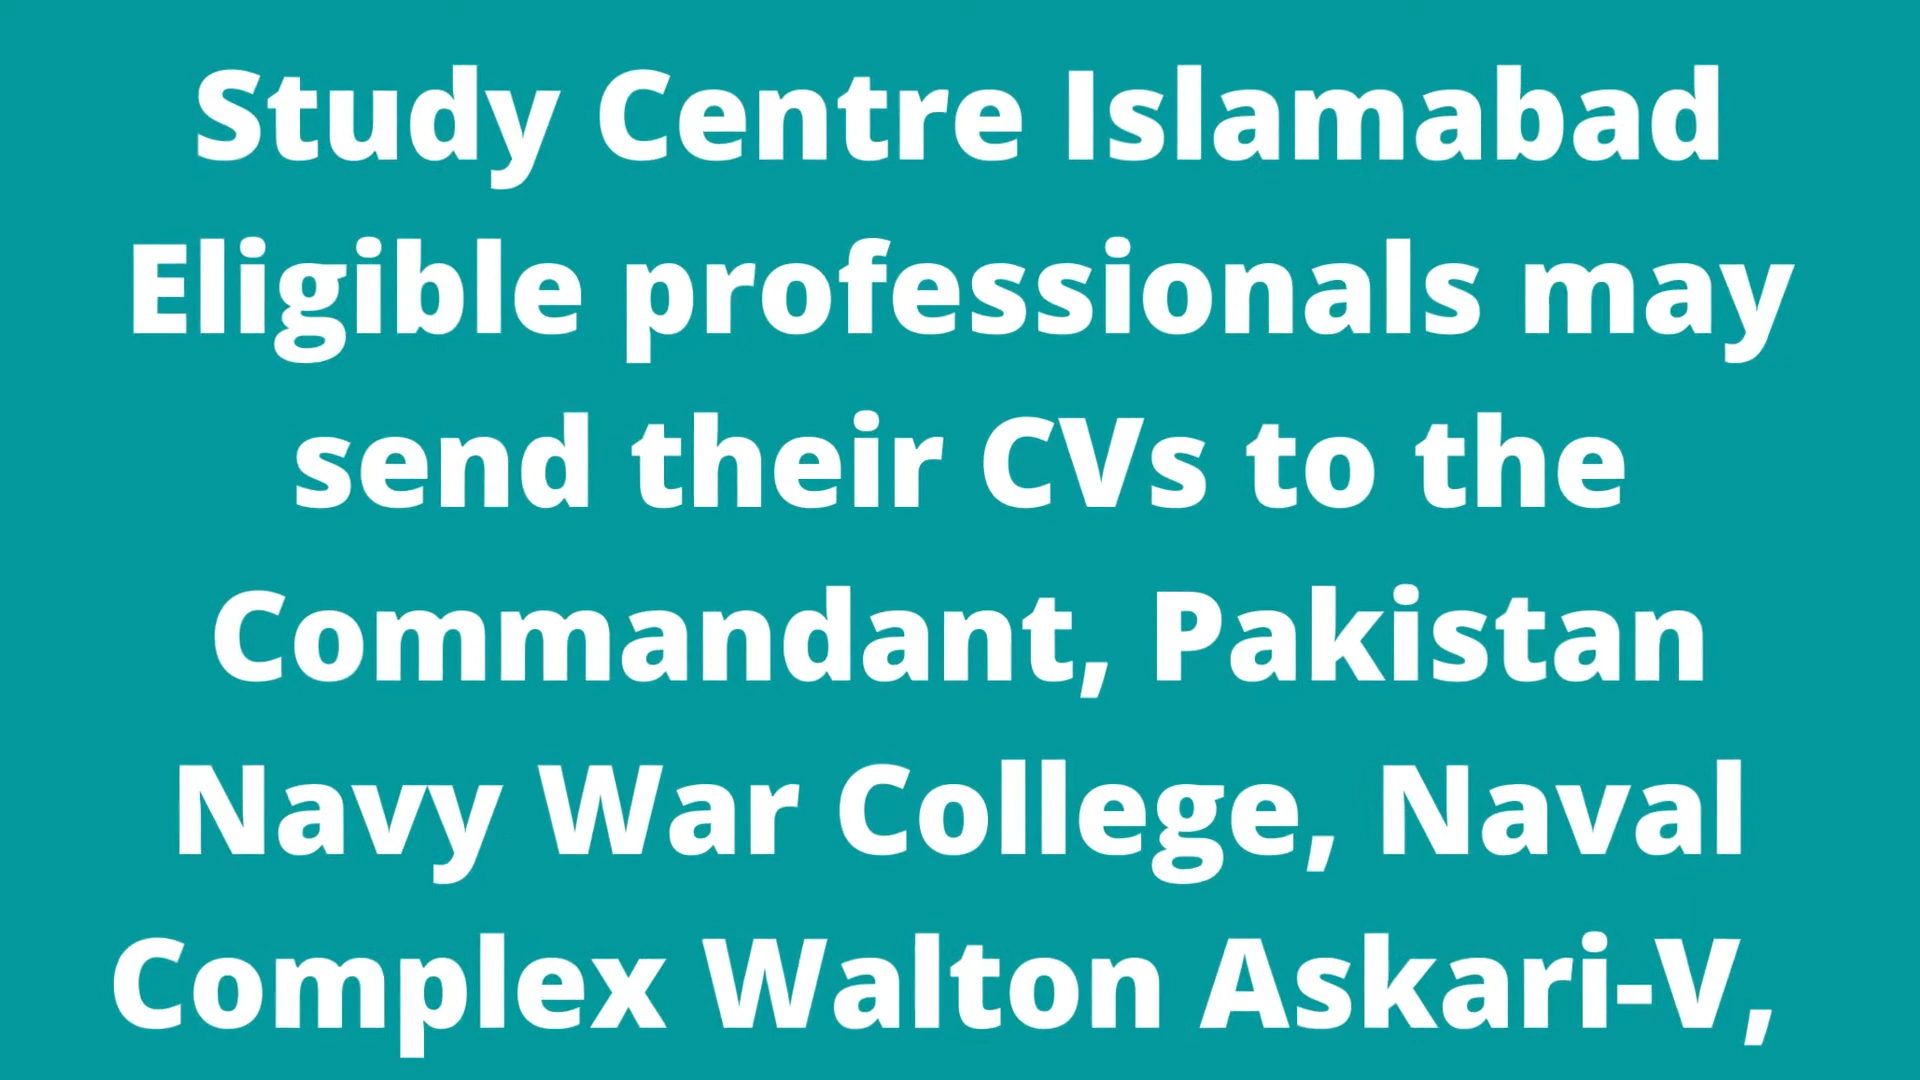 Study Centre Islamabad
Eligible professionals may
send their CVs to the
Commandant, Pakistan
Navy War College, Naval
Complex Walton Askari-V,